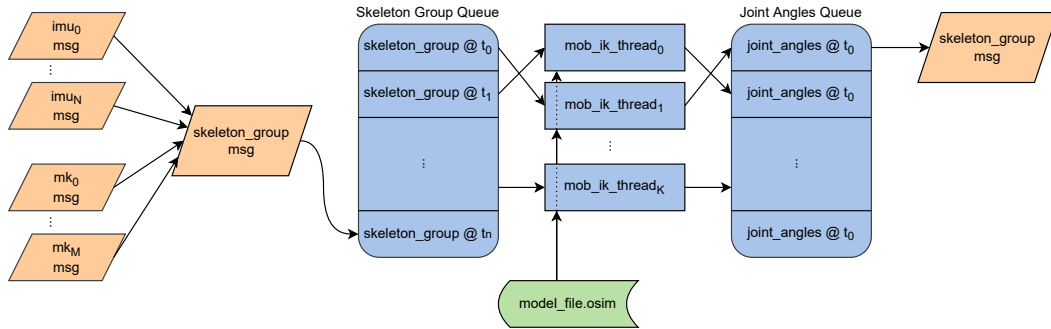 imu0
msg
⋮
imuN
msg
mk0
msg
⋮
mkM
msg
skeleton_group
msg
Skeleton Group Queue
skeleton_group @ t0
skeleton_group @ t1
⋮
skeleton_group @ tn
mob_ik_thread0
mob_ik_thread1
⋮
mob_ik_threadK
model_file.osim
Joint Angles Queue
joint_angles @ t0
joint_angles @ t0
⋮
joint_angles @ t0
skeleton_group
msg